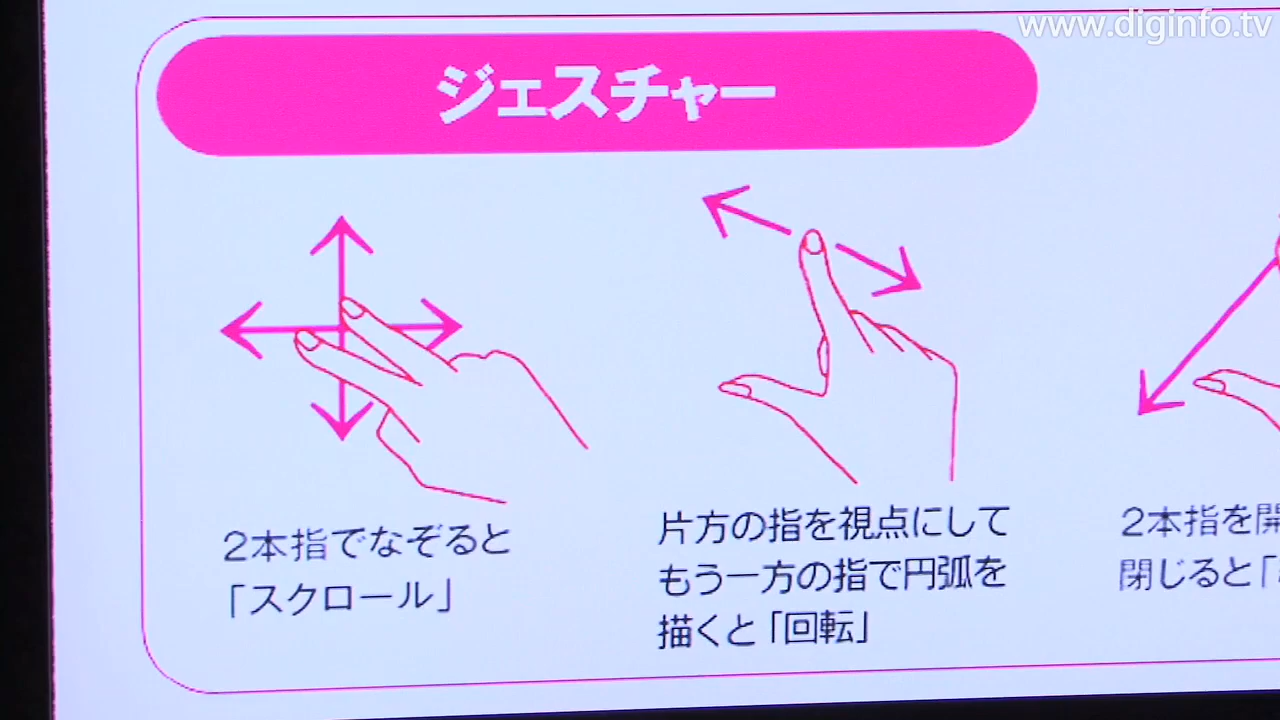 www.diginfo.tv
ジェスチャー
2本指でなぞると
「スクロール」
片方の指を視点にして
もう一方の指で円弧を
描くと「回転」
2本指を開
閉じると「